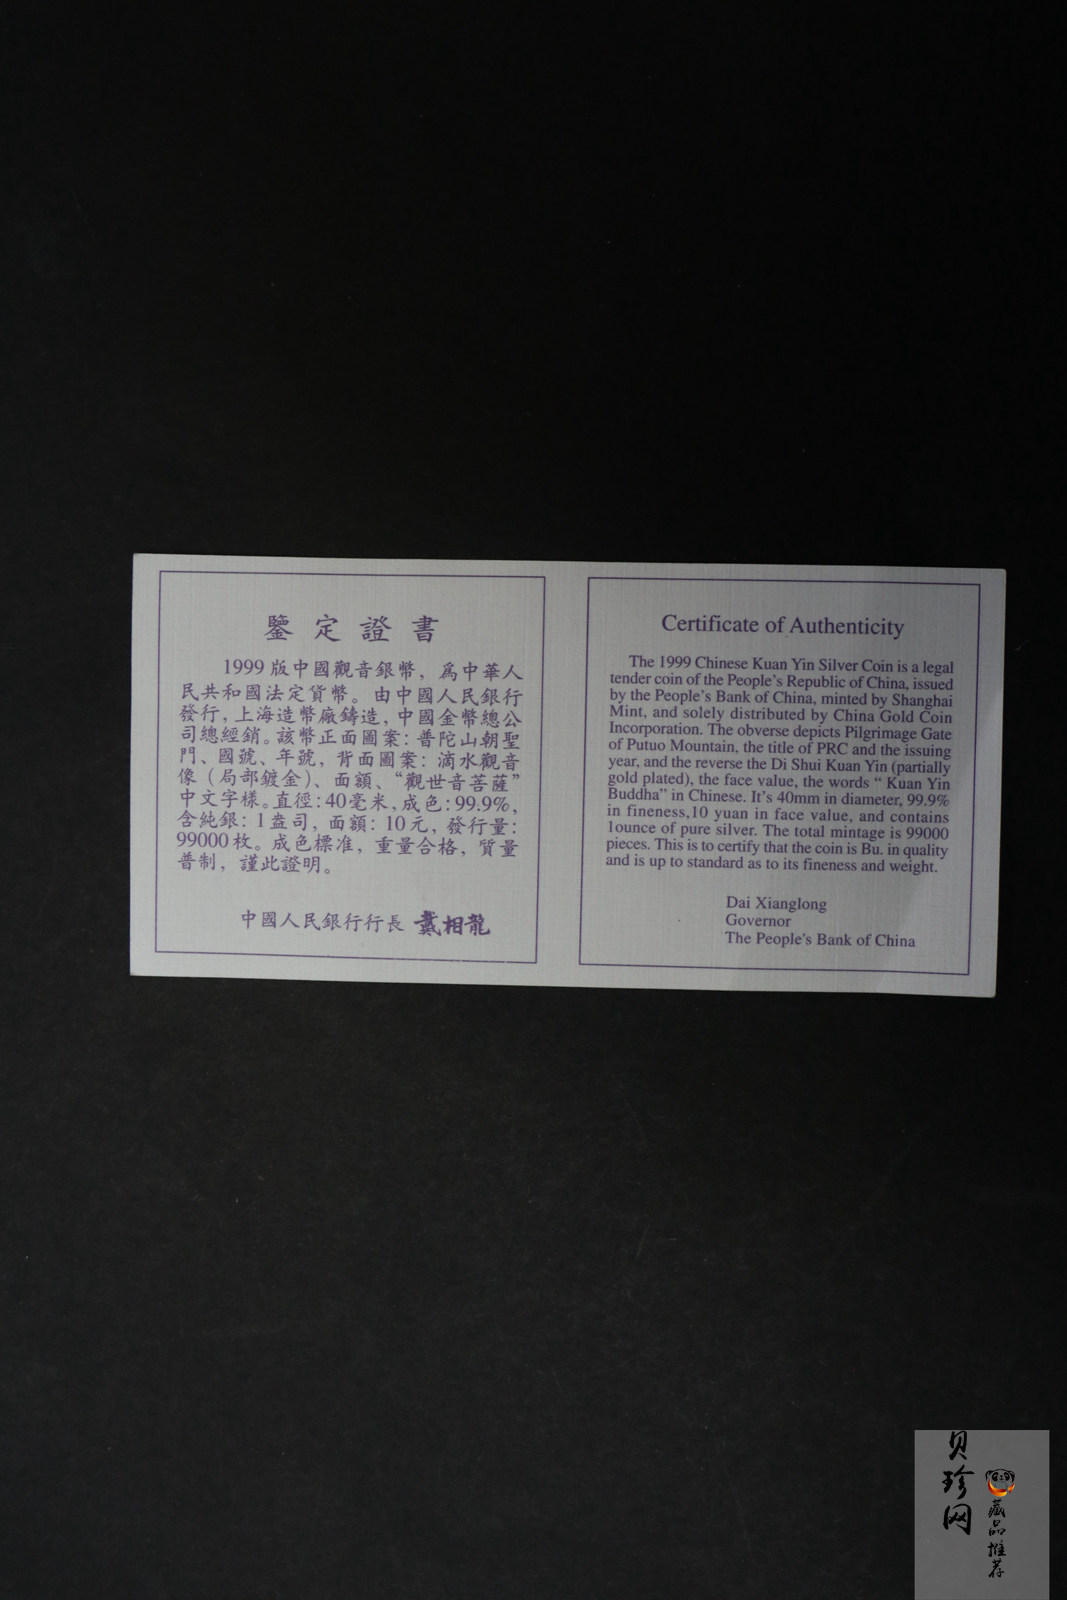 鑒定證書
1999版中國觀音銀幣，爲中華人
民共和國法定貨幣。由中國人民銀行
發行，上海造幣廠鑄造，中國金幣總公
司總經銷。該幣正面圖案：普陀山朝聖
門、國號、年號，背面圖案：滴水觀音
像（局部鍍金）、面額、“觀世音菩薩”
中文字樣。直徑：40毫米，成色：99.9%，
含純銀：1盎司，面額：10元，發行量：
99000枚。成色標准，重量合格，質量
普制，謹此證明。
中國人民銀行行長 戴相龍
Certificate of Authenticity
The 1999 Chinese Kuan Yin Silver Coin is a legal
tender coin of the People's Republic of China, issued
by the People's Bank of China, minted by Shanghai
Mint, and solely distributed by China Gold Coin
Incorporation. The obverse depicts Pilgrimage Gate
of Putuo Mountain, the title of PRC and the issuing
year, and the reverse the Di Shui Kuan Yin (partially
gold plated), the face value, the words “ Kuan Yin
Buddha” in Chinese. It's 40mm in diameter, 99.9%
in fineness,10 yuan in face value, and contains
1ounce of pure silver. The total mintage is 99000
pieces. This is to certify that the coin is Bu. in quality
and is up to standard as to its fineness and weight.
Dai Xianglong
Governor
The People's Bank of China
贝珍网
藏品推荐